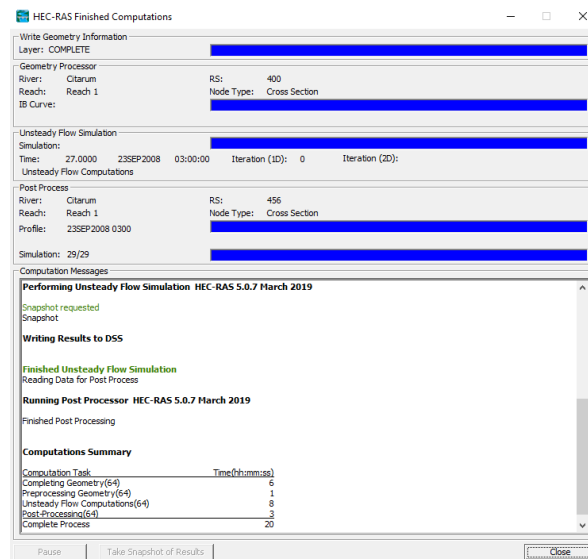 HEC-RAS Finished Computations
Write Geometry Information
Layer: COMPLETE
Geometry Processor
River: Citarum RS: 400
Reach: Reach 1 Node Type: Cross Section
IB Curve:
Unsteady Flow Simulation
Simulation:
Time: 27.0000 23SEP2008 03:00:00 Iteration (1D): 0 Iteration (2D):
Unsteady Flow Computations
Post Process
River: Citarum RS: 456
Reach: Reach 1 Node Type: Cross Section
Profile: 23SEP2008 0300
Simulation: 29/29
Computation Messages
Performing Unsteady Flow Simulation HEC-RAS 5.0.7 March 2019
Snapshot requested
Snapshot
Writing Results to DSS
Finished Unsteady Flow Simulation
Reading Data for Post Process
Running Post Processor HEC-RAS 5.0.7 March 2019
Finished Post Processing
Computations Summary
Computation Task Time(hh:mm:ss)
Completing Geometry(64) 6
Preprocessing Geometry(64) 1
Unsteady Flow Computations(64) 8
Post-Processing(64) 3
Complete Process 20
Pause Take Snapshot of Results Close